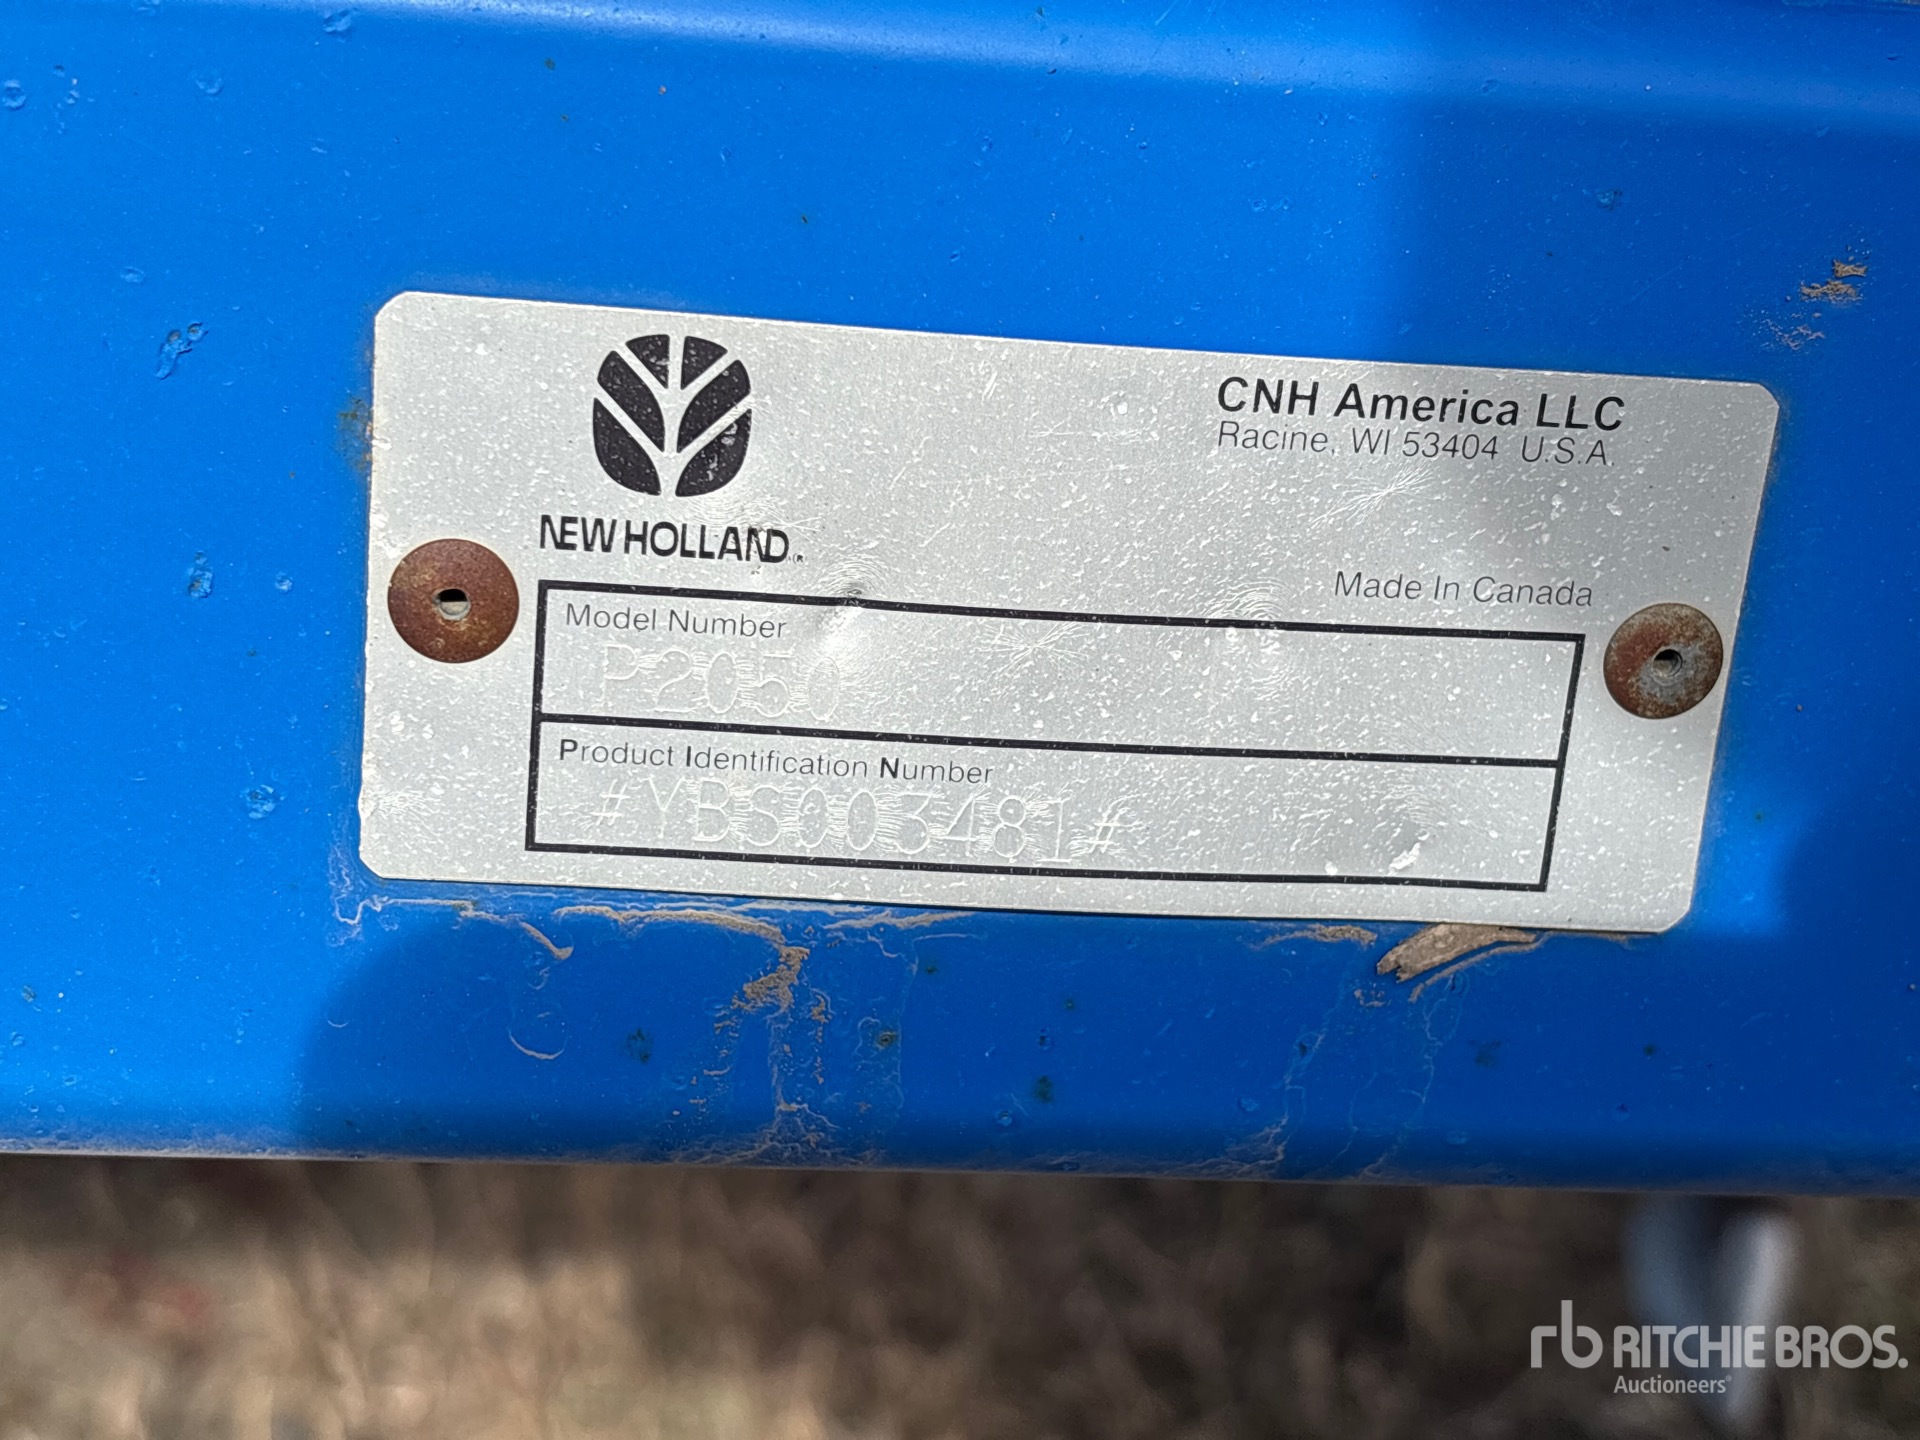 CNH America LLC
Racine, WI 53404 U.S.A.
NEW HOLLAND®
Made In Canada
Model Number
P2050
Product Identification Number
#YBS003481#
rb RITCHIE BROS.
Auctioneers®